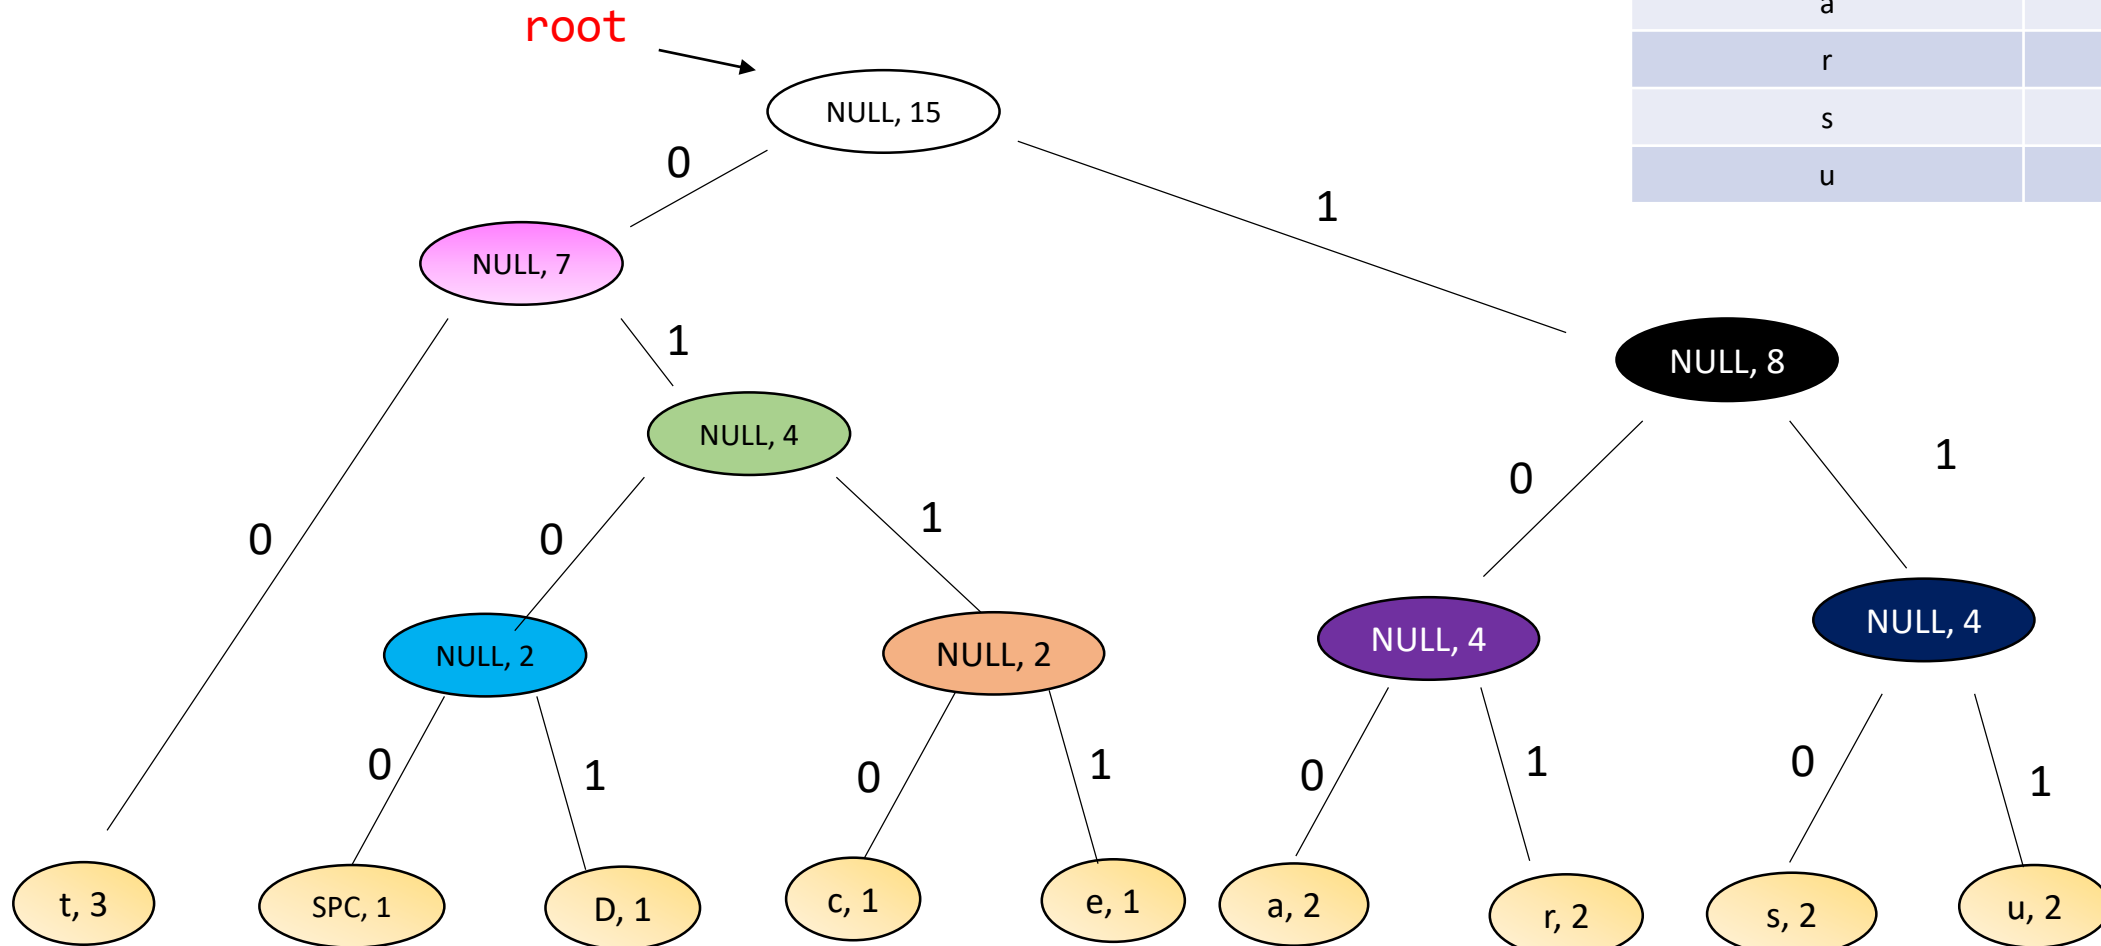 root
a
r
s
u
NULL, 15
0
1
NULL, 7
1
NULL, 8
NULL, 4
0
1
0
0
1
NULL, 2
NULL, 2
NULL, 4
NULL, 4
0
1
0
1
0
1
0
1
t, 3
SPC, 1
D, 1
c, 1
e, 1
a, 2
r, 2
s, 2
u, 2